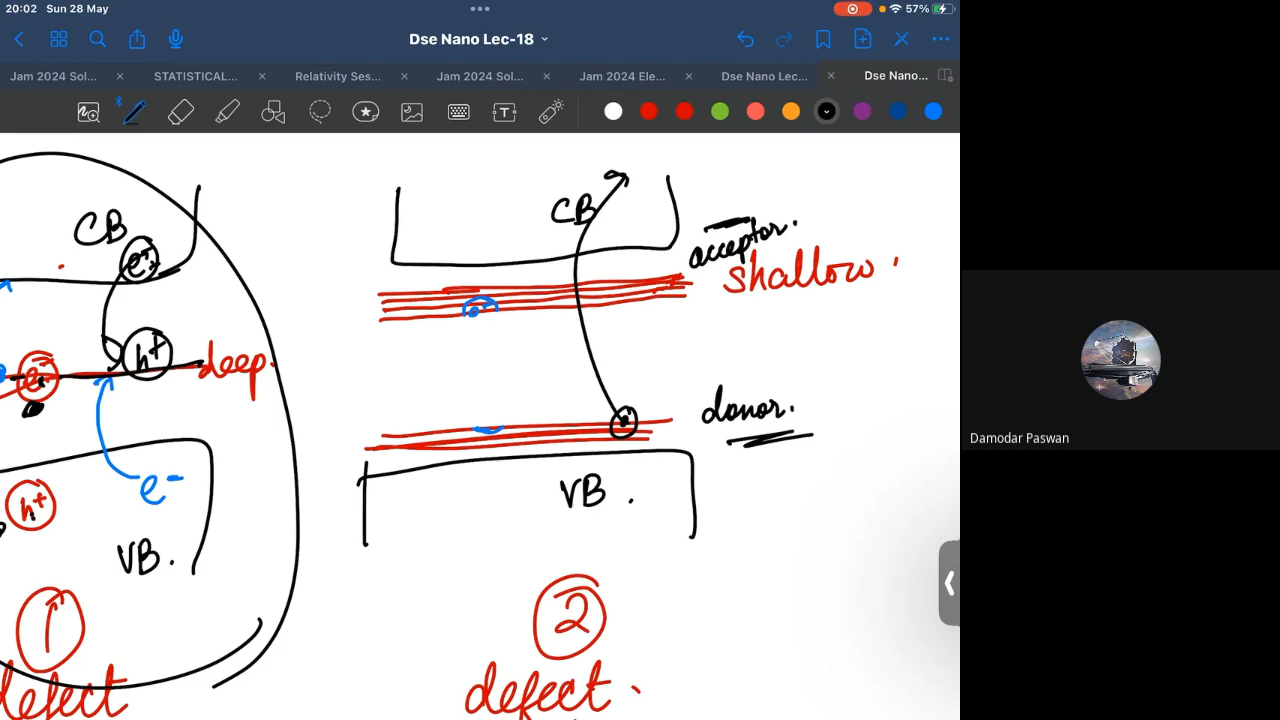 20:02 Sun 28 May
57%
Dse Nano Lec-18
Jam 2024 Sol...
STATISTICAL...
Relativity Ses...
Jam 2024 Sol...
Jam 2024 Ele...
Dse Nano Lec...
Dse Nano...
CB
e-
h+
e-
deep.
e-
h+
VB.
1
defect
CB
acceptor.
shallow.
donor.
VB.
2
defect.
Damodar Paswan